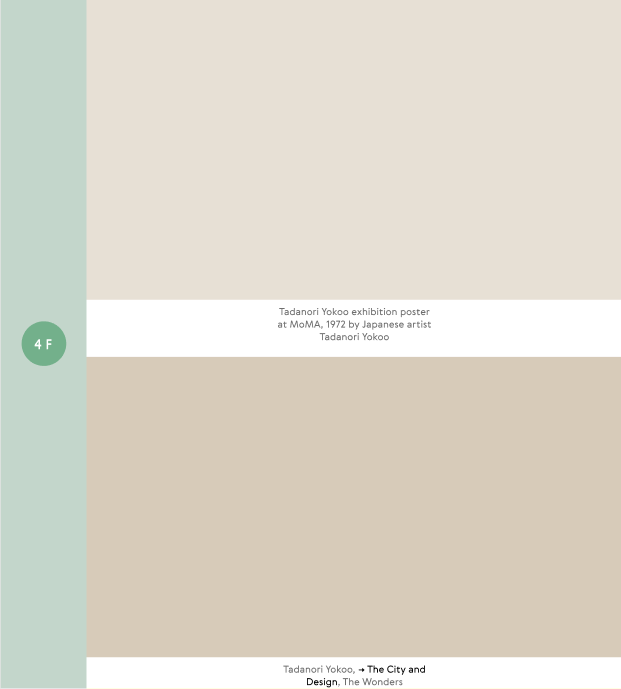 4 F
Tadanori Yokoo exhibition poster
at MoMA, 1972 by Japanese artist
Tadanori Yokoo
Tadanori Yokoo, → The City and
Design, The Wonders